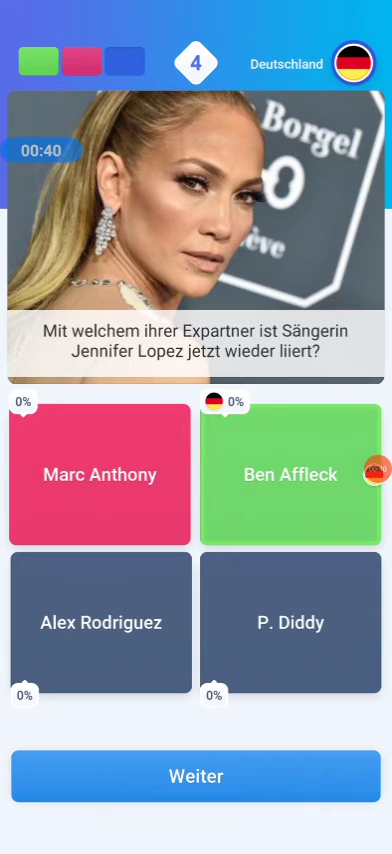 4
Deutschland
Borgel
00:40
ève
Mit welchem ihrer Expartner ist Sängerin
Jennifer Lopez jetzt wieder liiert?
0%
0%
Marc Anthony
Ben Affleck
Alex Rodriguez
P. Diddy
0%
0%
Weiter